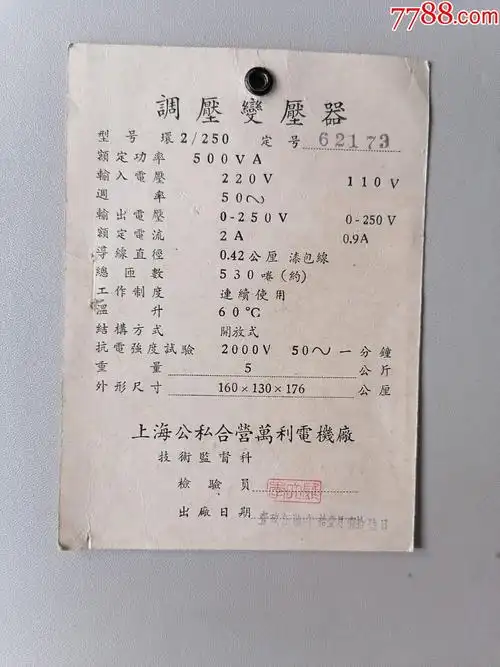 7788.com
調壓變壓器
型号 環2/250 定号 62173
額定功率 500VA
輸入電壓 220V 110V
週率 50～
輸出電壓 0-250V 0-250V
額定電流 2A 0.9A
導線直徑 0.42公厘 漆包線
總匝數 530啳(約)
工作制度 連續使用
溫升 60℃
結構方式 開放式
抗電強度試驗 2000V 50～一分鐘
重量 5 公斤
外形尺寸 160×130×176 公厘
上海公私合營萬利電機廠
技術監督科
檢驗員
出廠日期